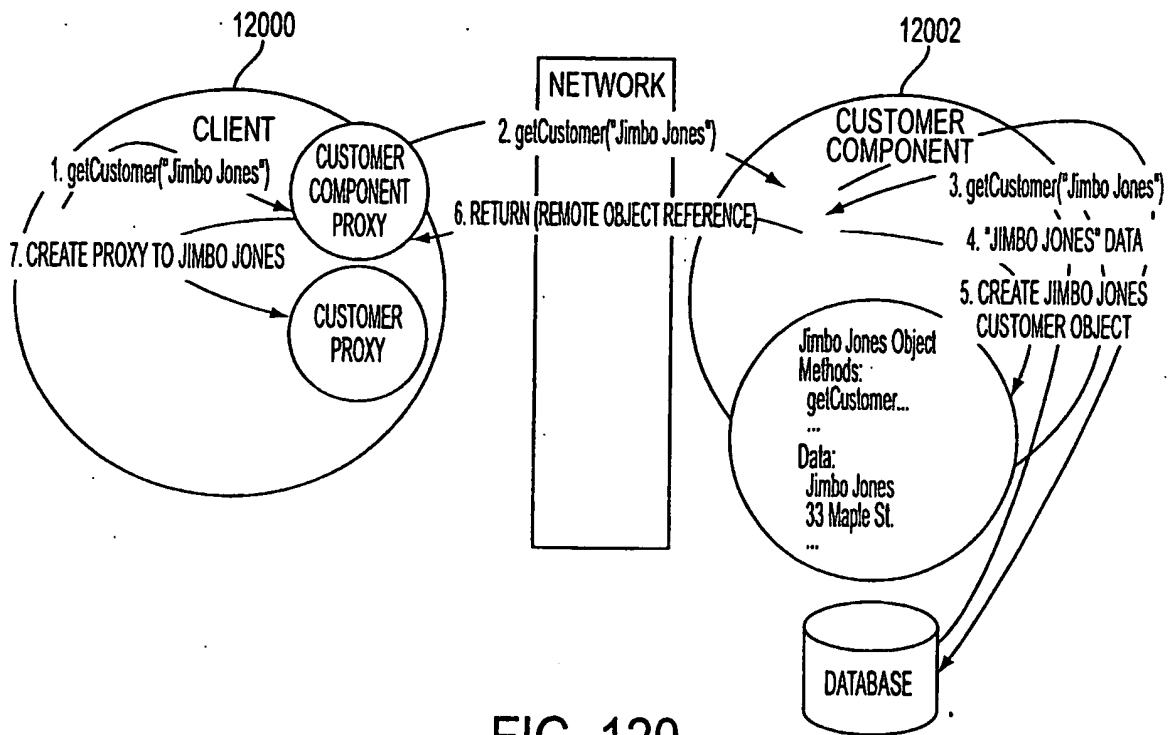 12000
12002
NETWORK
CLIENT
1. getCustomer("Jimbo Jones")
CUSTOMER
COMPONENT
PROXY
2. getCustomer("Jimbo Jones")
CUSTOMER
COMPONENT
3. getCustomer("Jimbo Jones")
6. RETURN (REMOTE OBJECT REFERENCE)
4. "JIMBO JONES" DATA
7. CREATE PROXY TO JIMBO JONES
5. CREATE JIMBO JONES
CUSTOMER OBJECT
CUSTOMER
PROXY
Jimbo Jones Object
Methods:
getCustomer...
...
Data:
Jimbo Jones
33 Maple St.
...
DATABASE
FIG. 120